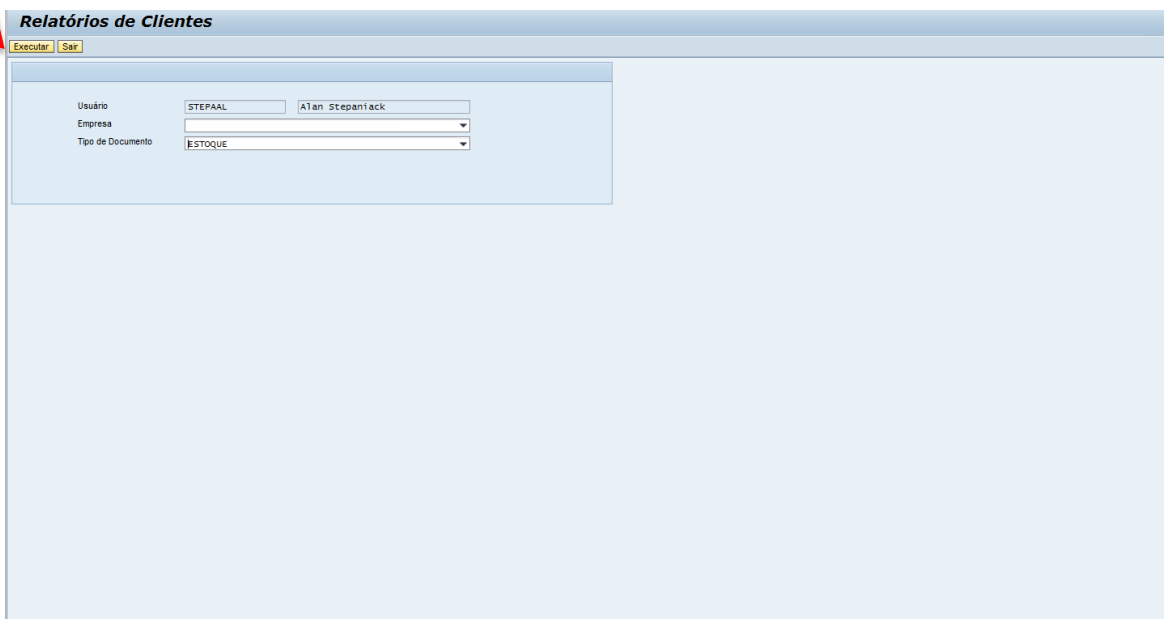 Relatórios de Clientes
Executar Sair
Usuário STEPAAL Alan Stepaniack
Empresa
Tipo de Documento ESTOQUE